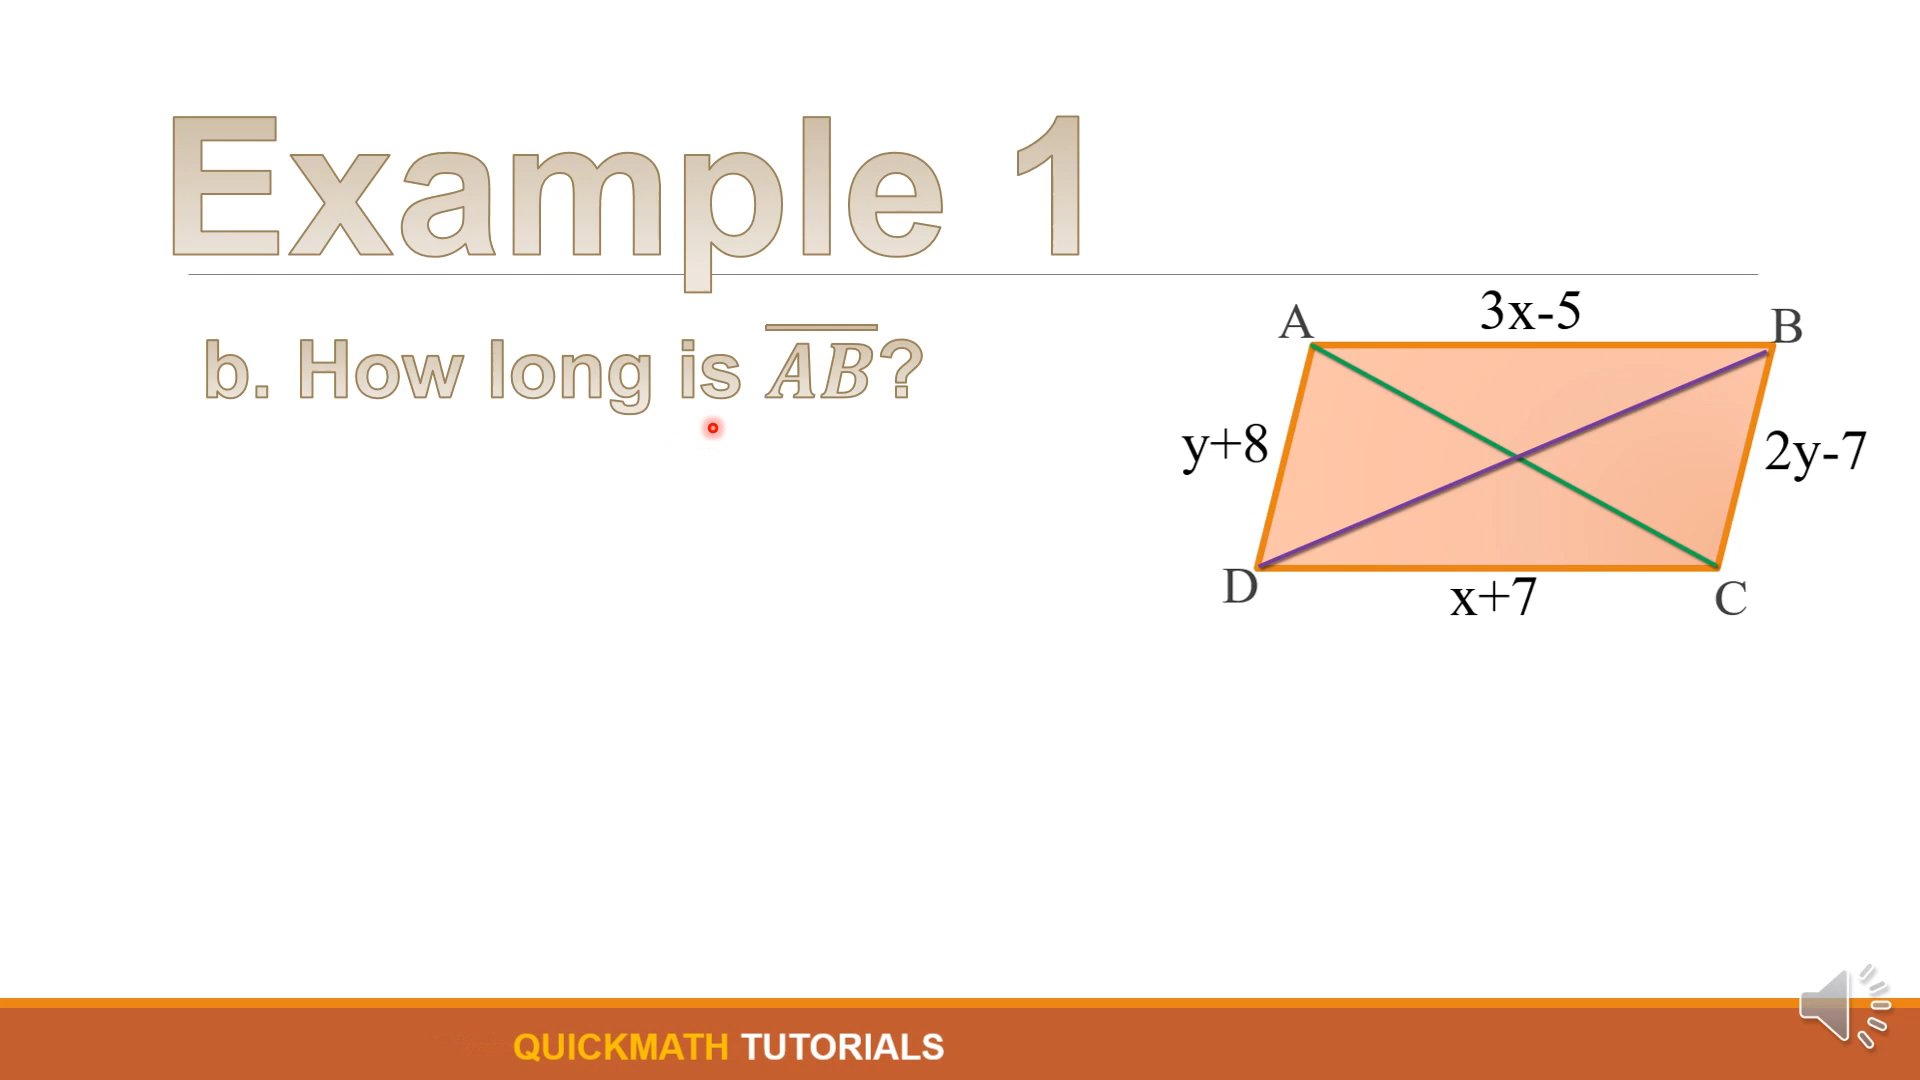 Example 1
b. How long is AB?
A
3x-5
B
y+8
2y-7
D
x+7
C
QUICKMATH TUTORIALS